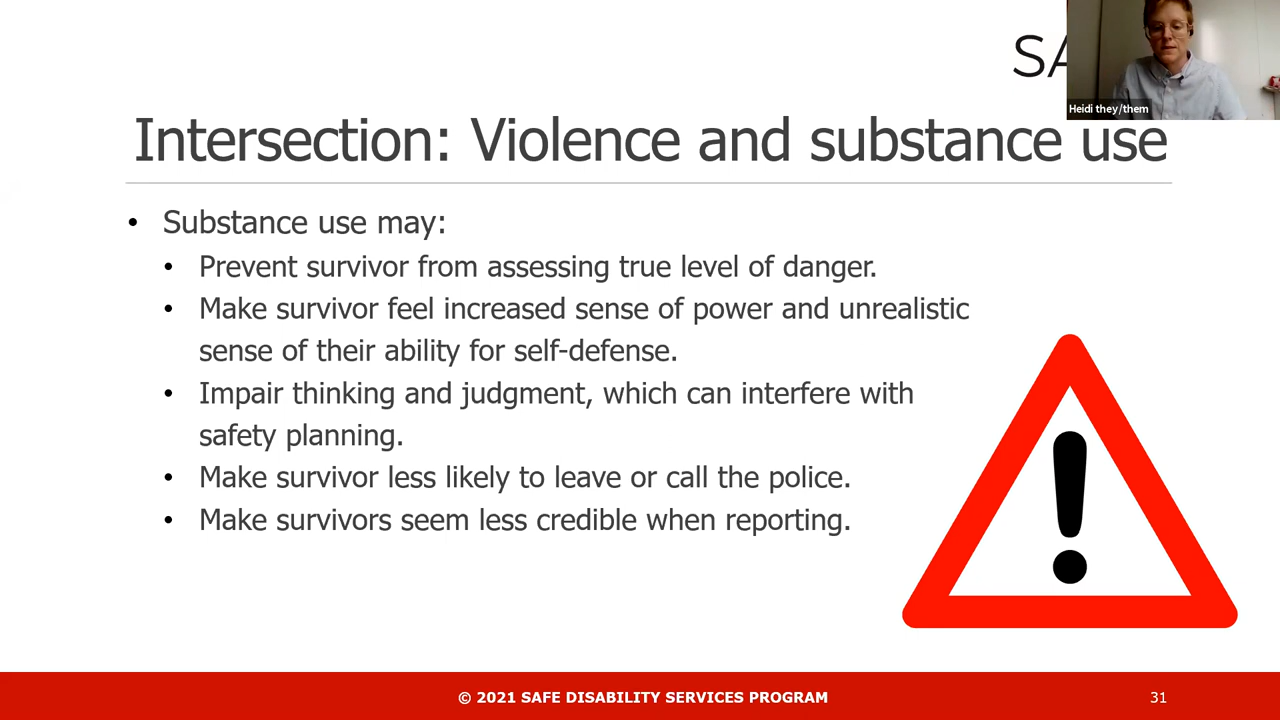 SA
Heidi they/them
Intersection: Violence and substance use
• Substance use may:
• Prevent survivor from assessing true level of danger.
• Make survivor feel increased sense of power and unrealistic
sense of their ability for self-defense.
• Impair thinking and judgment, which can interfere with
safety planning.
• Make survivor less likely to leave or call the police.
• Make survivors seem less credible when reporting.
© 2021 SAFE DISABILITY SERVICES PROGRAM
31